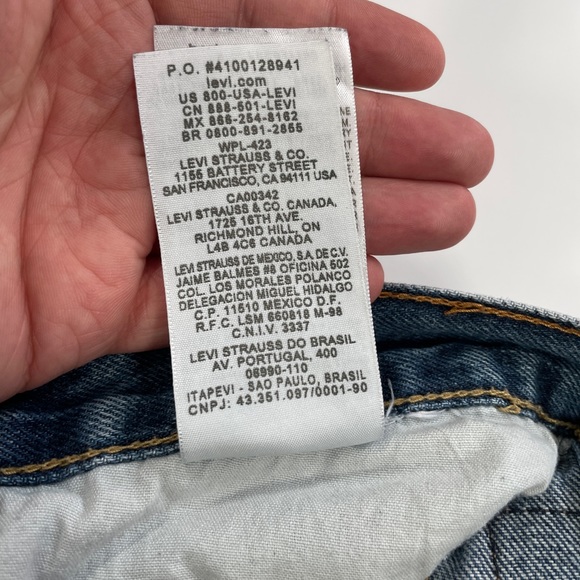 P.O. #4100128941
levi.com
US 800-USA-LEVI
CN 888-501-LEVI
MX 866-254-8162
BR 0800-891-2855
WPL-423
LEVI STRAUSS & CO.
1155 BATTERY STREET
SAN FRANCISCO, CA 94111 USA
CA00342
LEVI STRAUSS & CO. CANADA,
1725 16TH AVE.
RICHMOND HILL, ON
L4B 4C6 CANADA
LEVI STRAUSS DE MEXICO, S.A. DE C.V.
JAIME BALMES #8 OFICINA 502
COL. LOS MORALES POLANCO
DELEGACION MIGUEL HIDALGO
C.P. 11510 MEXICO D.F.
R.F.C. LSM 660818 M-98
C.N.I.V. 3337
LEVI STRAUSS DO BRASIL
AV. PORTUGAL, 400
06690-110
ITAPEVI - SAO PAULO, BRASIL
CNPJ: 43.351.097/0001-90